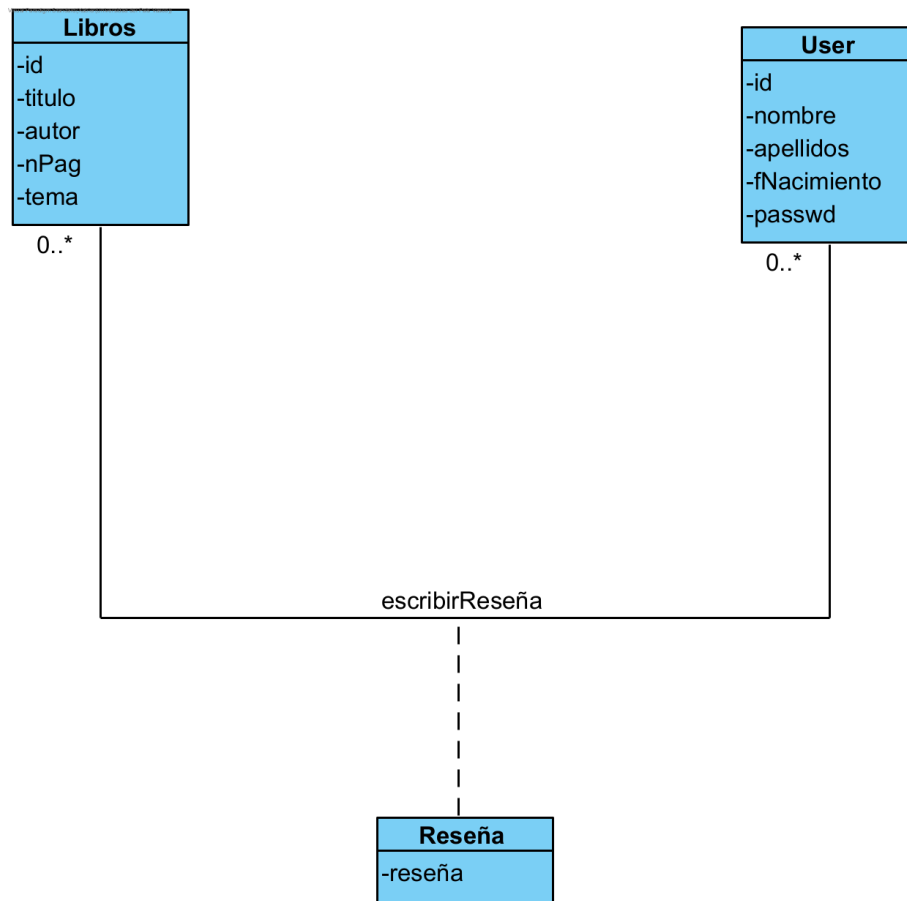 Libros
-id
-titulo
-autor
-nPag
-tema
0..*
User
-id
-nombre
-apellidos
-fNacimiento
-passwd
0..*
escribirReseña
Reseña
-reseña